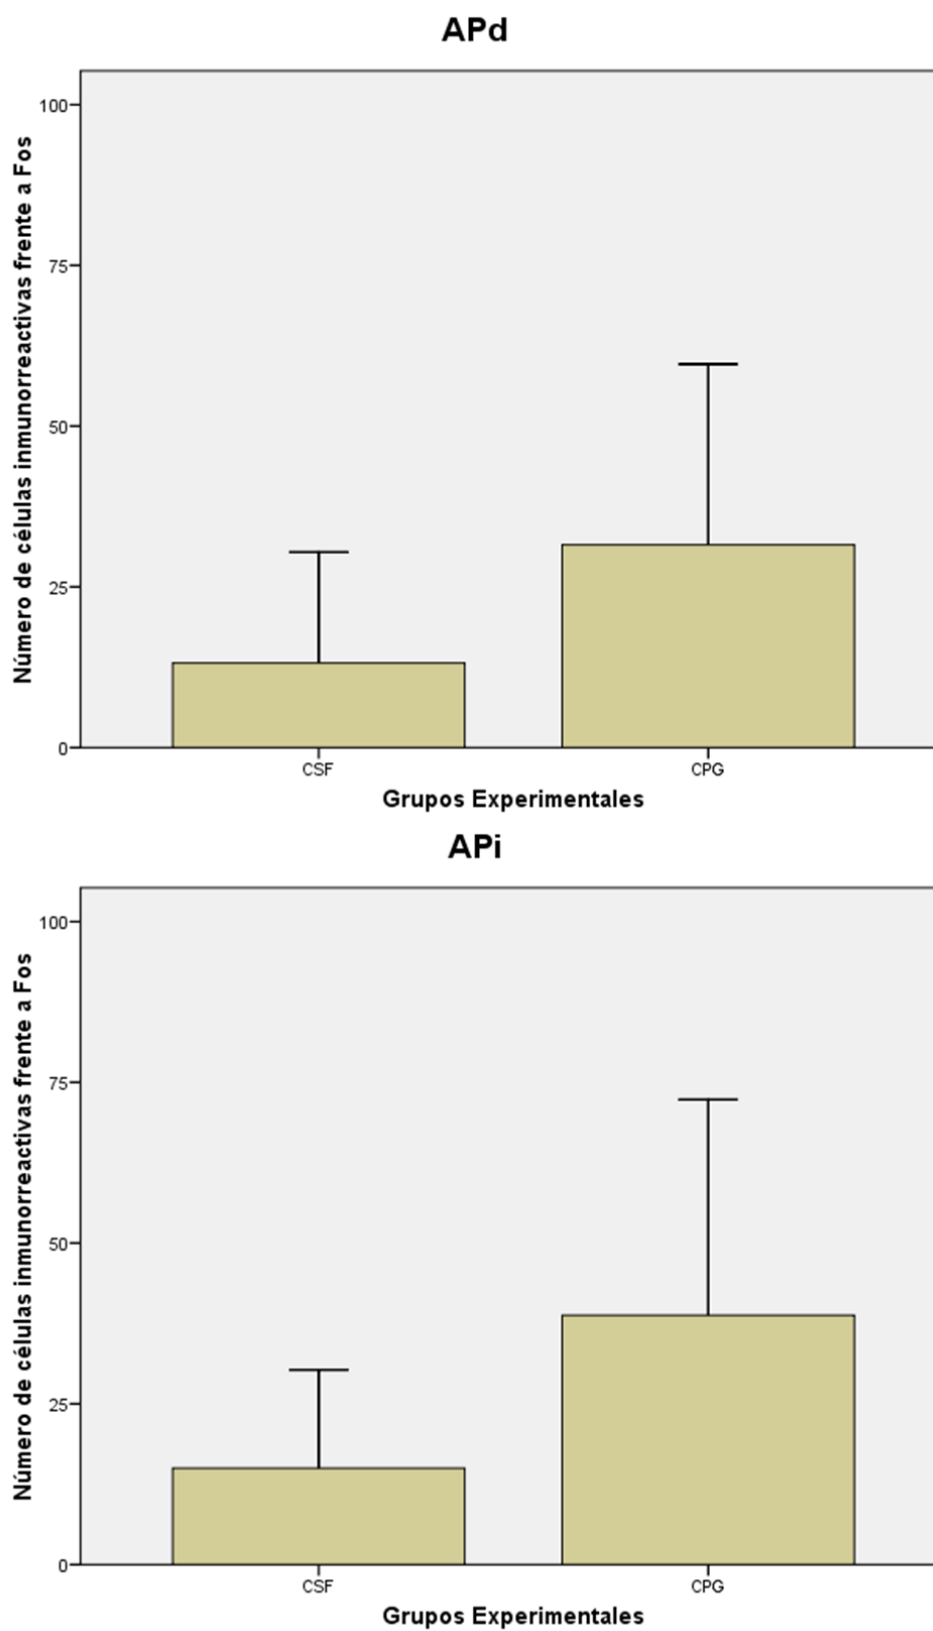 APd
Número de células inmunorreactivas frente a Fos
100
75
50
25
0
CSF CPG
Grupos Experimentales
APi
Número de células inmunorreactivas frente a Fos
100
75
50
25
0
CSF CPG
Grupos Experimentales